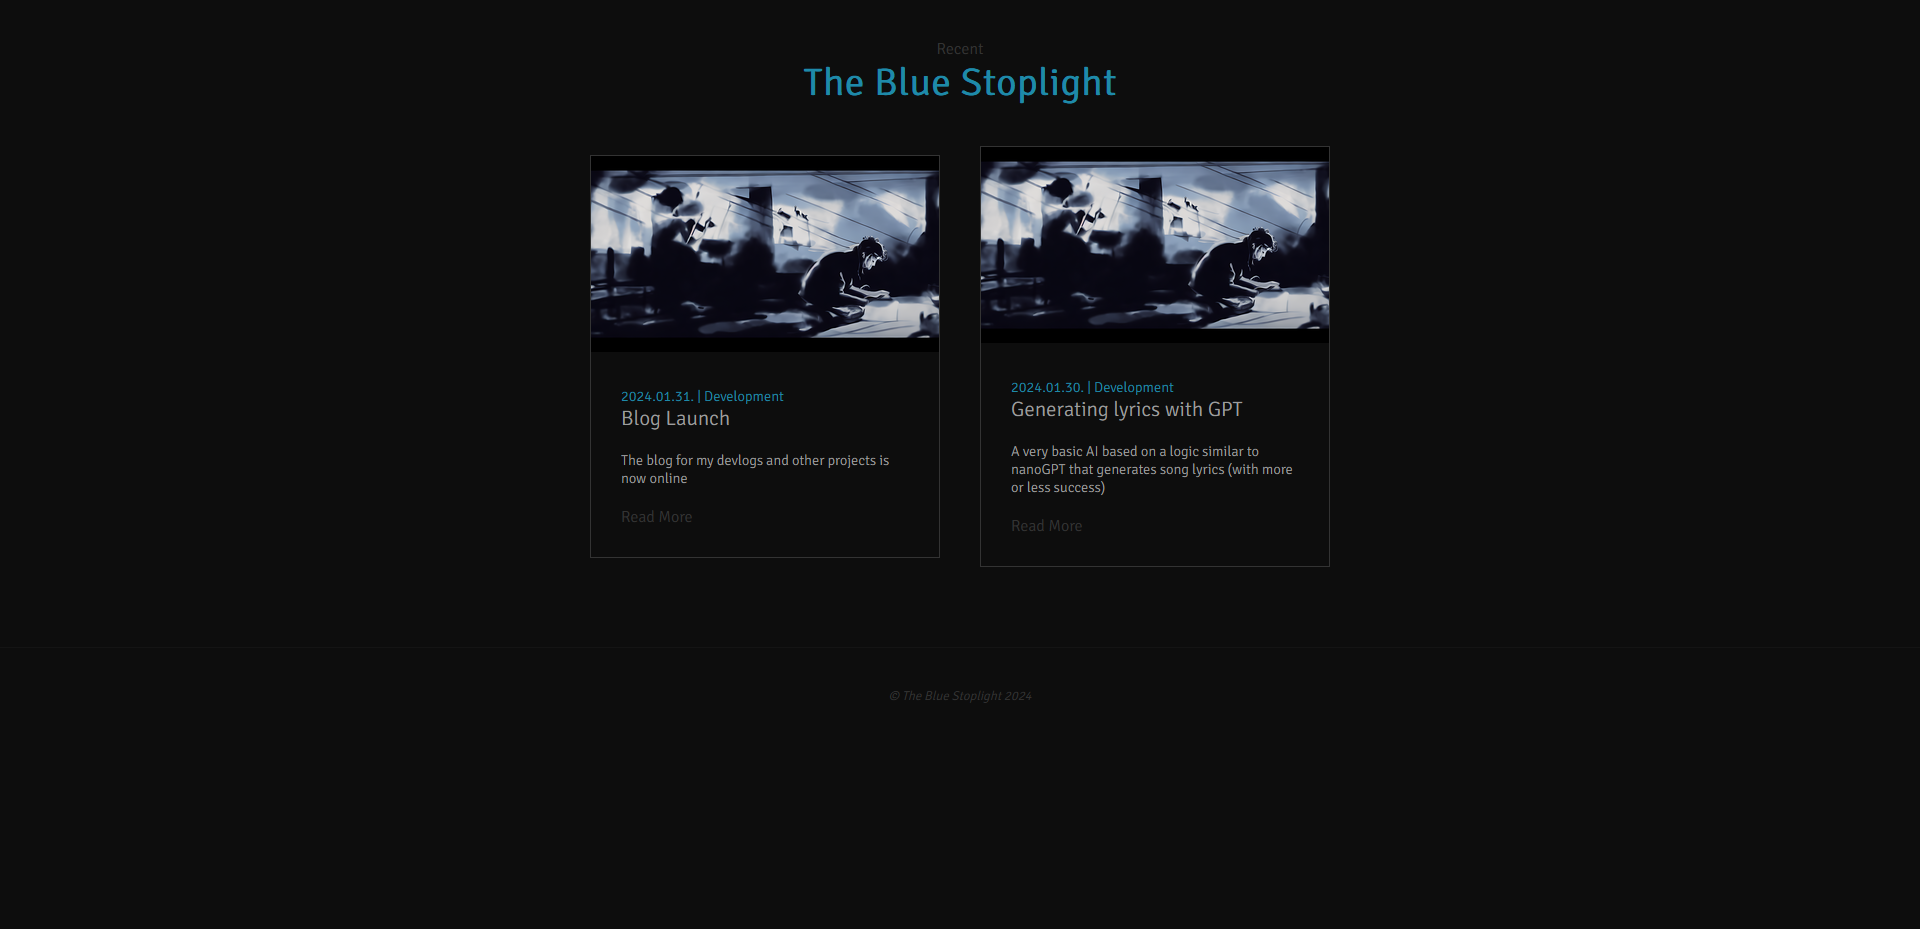 Recent
The Blue Stoplight
2024.01.31. | Development
Blog Launch
The blog for my devlogs and other projects is
now online
Read More
2024.01.30. | Development
Generating lyrics with GPT
A very basic AI based on a logic similar to
nanoGPT that generates song lyrics (with more
or less success)
Read More
© The Blue Stoplight 2024